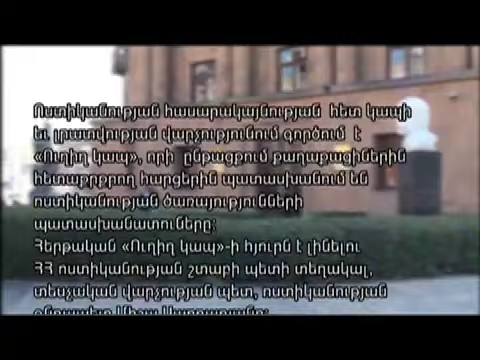 Ոստիկանության հասարակայնության հետ կապի
եւ լրատվության վարչությունում գործում է
«Ուղիղ կապ», որի ընթացքում քաղաքացիներին
հետաքրքրող հարցերին պատասխանում են
ոստիկանության ծառայությունների
պատասխանատուները:
Հերթական «Ուղիղ կապ»-ի հյուրն է լինելու
ՀՀ ոստիկանության շտաբի պետի տեղակալ,
տեսչական վարչության պետ, ոստիկանության